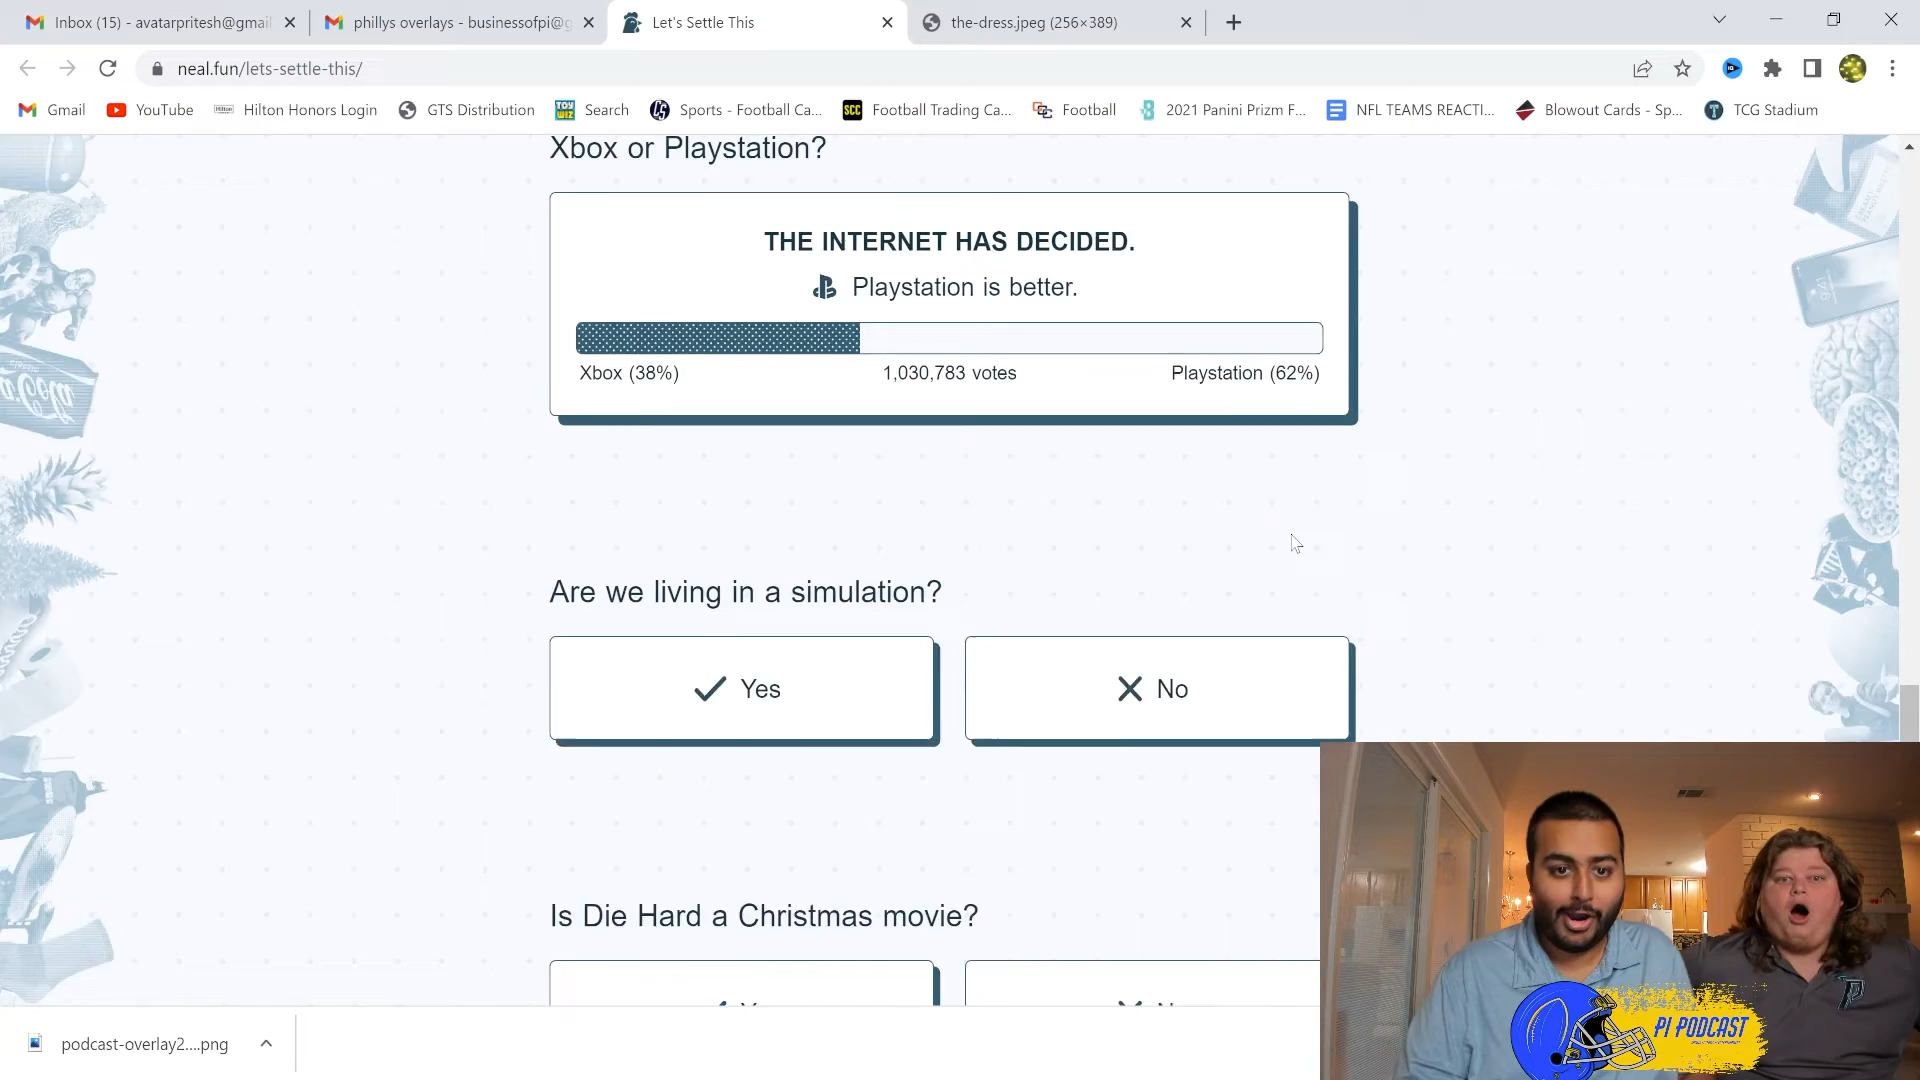 Inbox (15) - avatarpritesh@gmail
phillys overlays - businessofpi@g
Let's Settle This
the-dress.jpeg (256×389)
neal.fun/lets-settle-this/
Gmail
YouTube
Hilton Honors Login
GTS Distribution
Search
Sports - Football Ca...
Football Trading Ca...
Football
2021 Panini Prizm F...
NFL TEAMS REACTI...
Blowout Cards - Sp...
TCG Stadium
Xbox or Playstation?
THE INTERNET HAS DECIDED.
Playstation is better.
Xbox (38%)
1,030,783 votes
Playstation (62%)
Are we living in a simulation?
Yes
No
Is Die Hard a Christmas movie?
PI PODCAST
podcast-overlay2....png